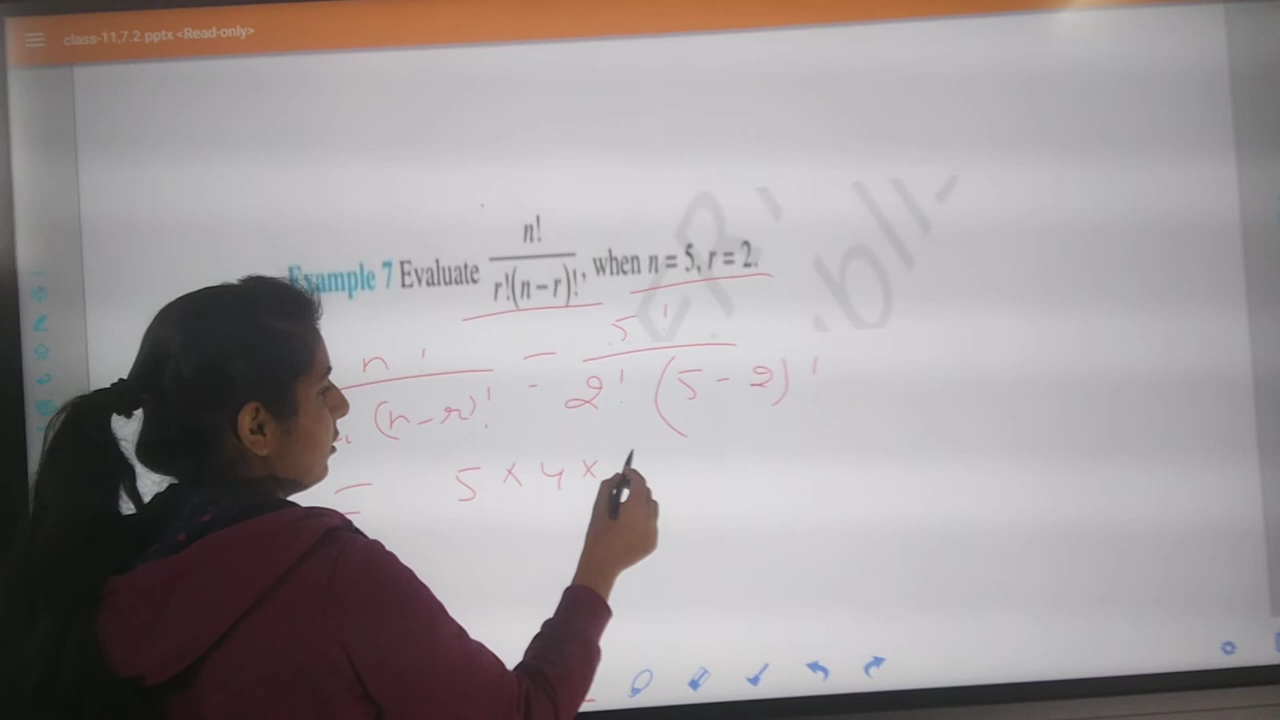 class-11,7.2.pptx <Read-only>
Example 7 Evaluate n!/r!(n−r)!, when n = 5, r = 2.
n!/(n-r)! = 5!/2!(5-2)!
= 5 × 4 ×